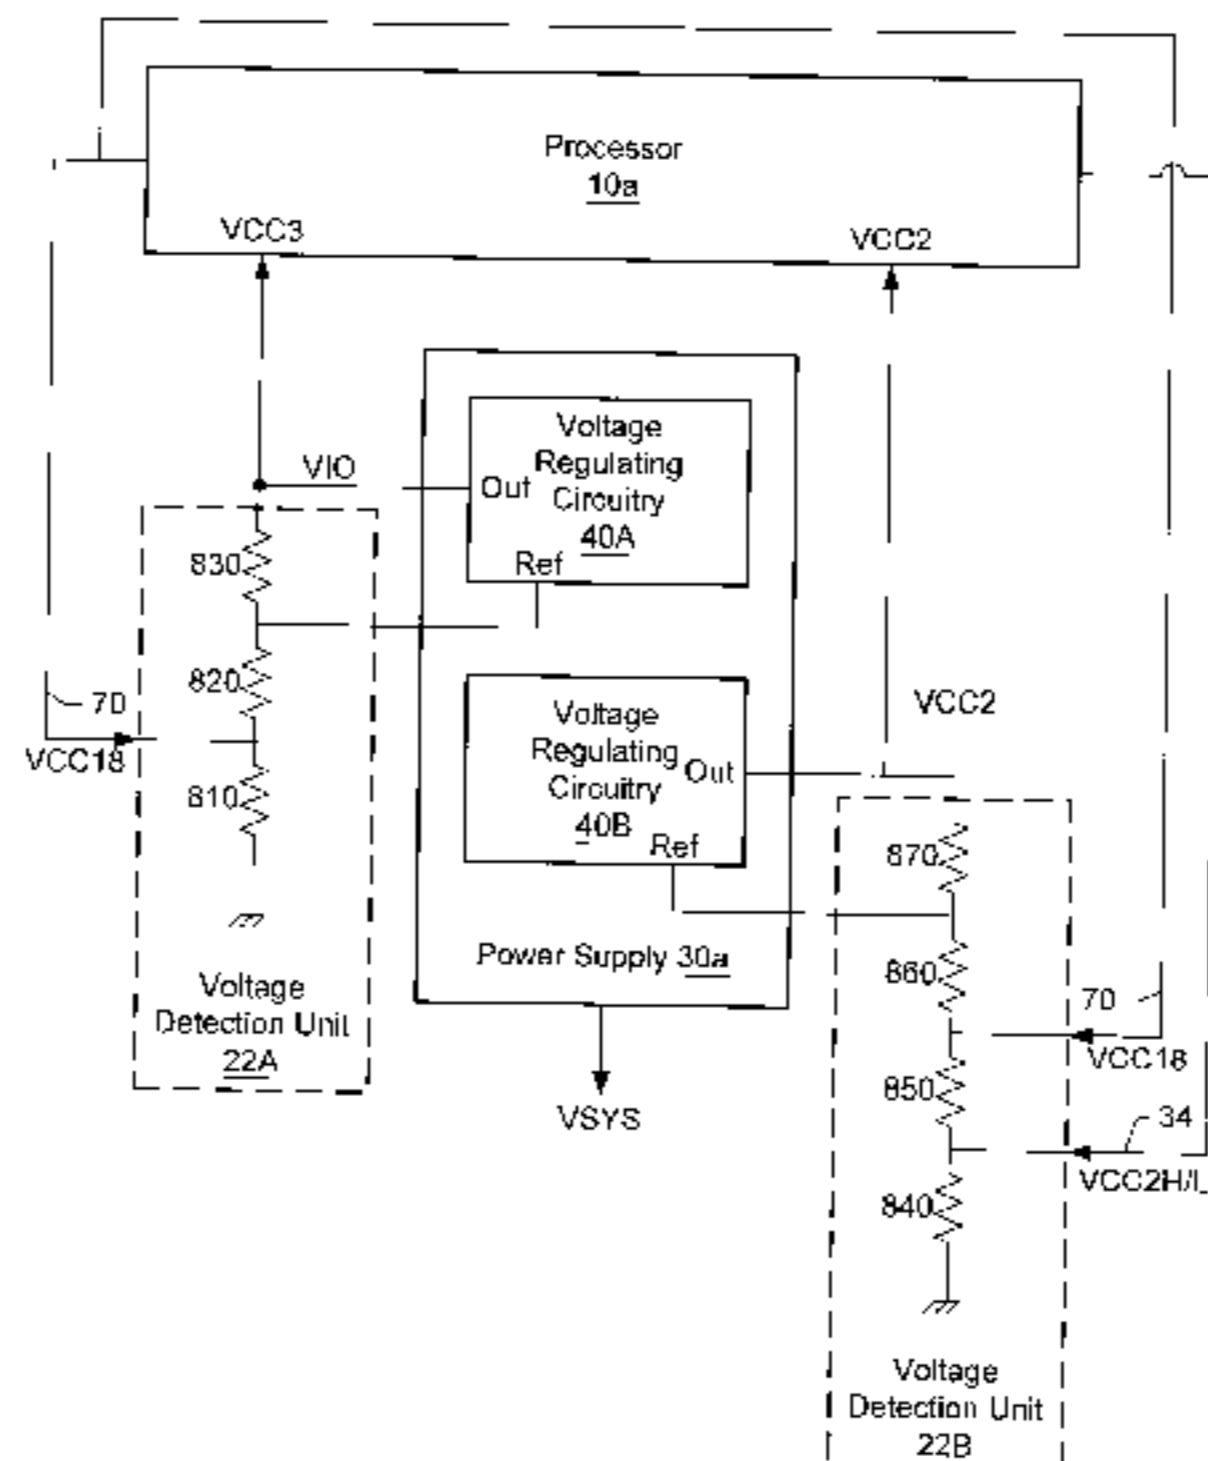 Processor
10a
VCC3
VCC2
Voltage
Regulating
Circuitry
40A
Out
Ref
VIO
830
820
70
VCC18
810
Voltage
Detection Unit
22A
Voltage
Regulating
Circuitry
40B
Out
Ref
Power Supply 30a
VSYS
VCC2
870
860
70
VCC18
850
34
VCC2H/L
840
Voltage
Detection Unit
22B